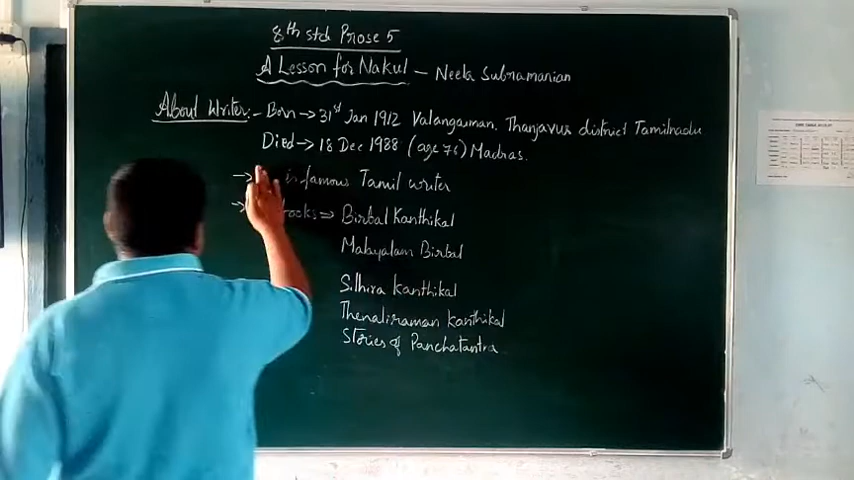 8th std Prose 5
A Lesson for Nakul - Neela Subramanian
About Writer:- Born → 31st Jan 1912 Valangaiman. Thanjavur district Tamilnadu
Died → 18 Dec 1988 (age 76) Madras.
→ is famous Tamil writer
→ books ⇒ Birbal Kanthikal
Malayalam Birbal
Silhira Kanthikal
Thenaliraman Kanthikal
Stories of Panchatantra